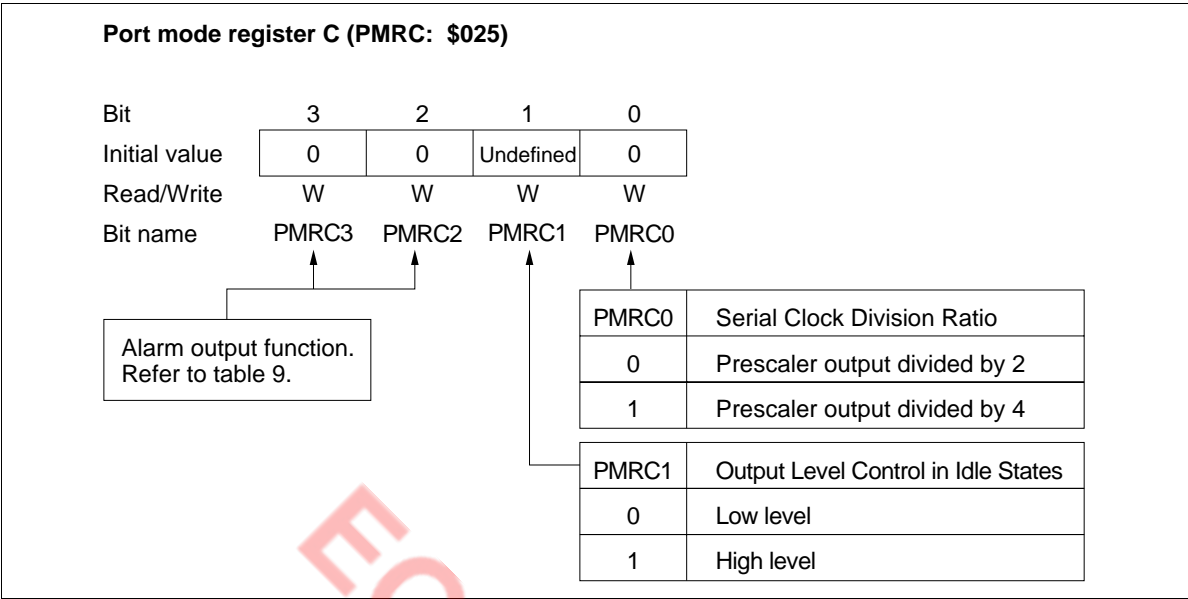 Port mode register C (PMRC: $025)
Bit 3 2 1 0
Initial value 0 0 Undefined 0
Read/Write W W W W
Bit name PMRC3 PMRC2 PMRC1 PMRC0
Alarm output function.
Refer to table 9.
PMRC0 Serial Clock Division Ratio
0 Prescaler output divided by 2
1 Prescaler output divided by 4
PMRC1 Output Level Control in Idle States
0 Low level
1 High level
EO